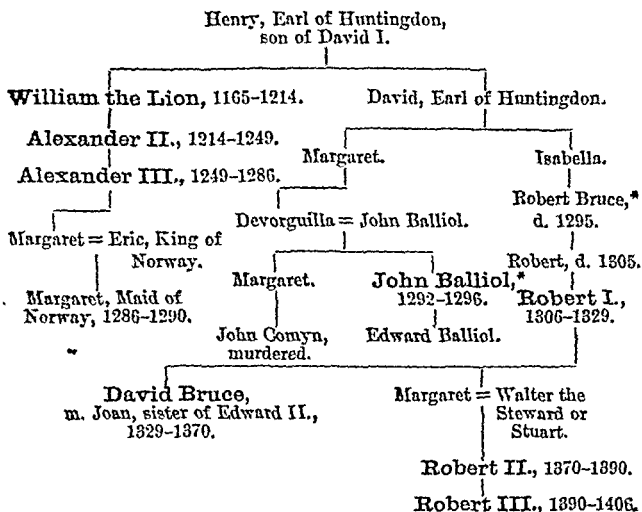 Henry, Earl of Huntingdon,
son of David I.
William the Lion, 1165-1214.
David, Earl of Huntingdon.
Alexander II., 1214-1249.
Alexander III., 1249-1286.
Margaret.
Isabella.
Robert Bruce,*
d. 1295.
Devorguilla = John Balliol.
Margaret = Eric, King of
Norway.
Robert, d. 1305.
Margaret.
John Balliol,*
1292-1296.
Robert I.,
1306-1329.
Margaret, Maid of
Norway, 1286-1290.
John Comyn,
murdered.
Edward Balliol.
David Bruce,
m. Joan, sister of Edward II.,
1329-1370.
Margaret = Walter the
Steward or
Stuart.
Robert II., 1370-1390.
Robert III., 1390-1406.